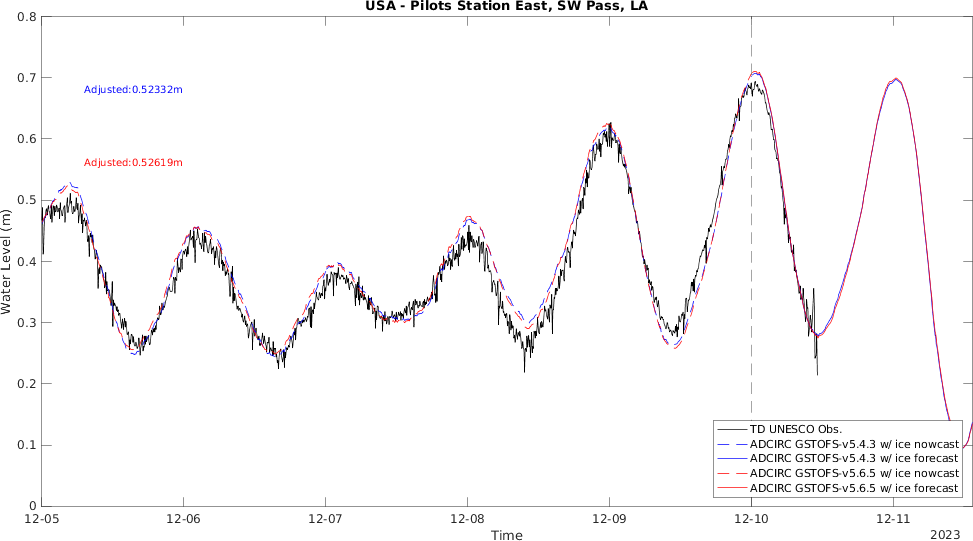 USA - Pilots Station East, SW Pass, LA
0.8
0.7
Adjusted:0.52332m
0.6
Adjusted:0.52619m
0.5
0.4
Water Level (m)
0.3
0.2
0.1
0
TD UNESCO Obs.
ADCIRC GSTOFS-v5.4.3 w/ ice nowcast
ADCIRC GSTOFS-v5.4.3 w/ ice forecast
ADCIRC GSTOFS-v5.6.5 w/ ice nowcast
ADCIRC GSTOFS-v5.6.5 w/ ice forecast
12-05 12-06 12-07 12-08 12-09 12-10 12-11
Time
2023